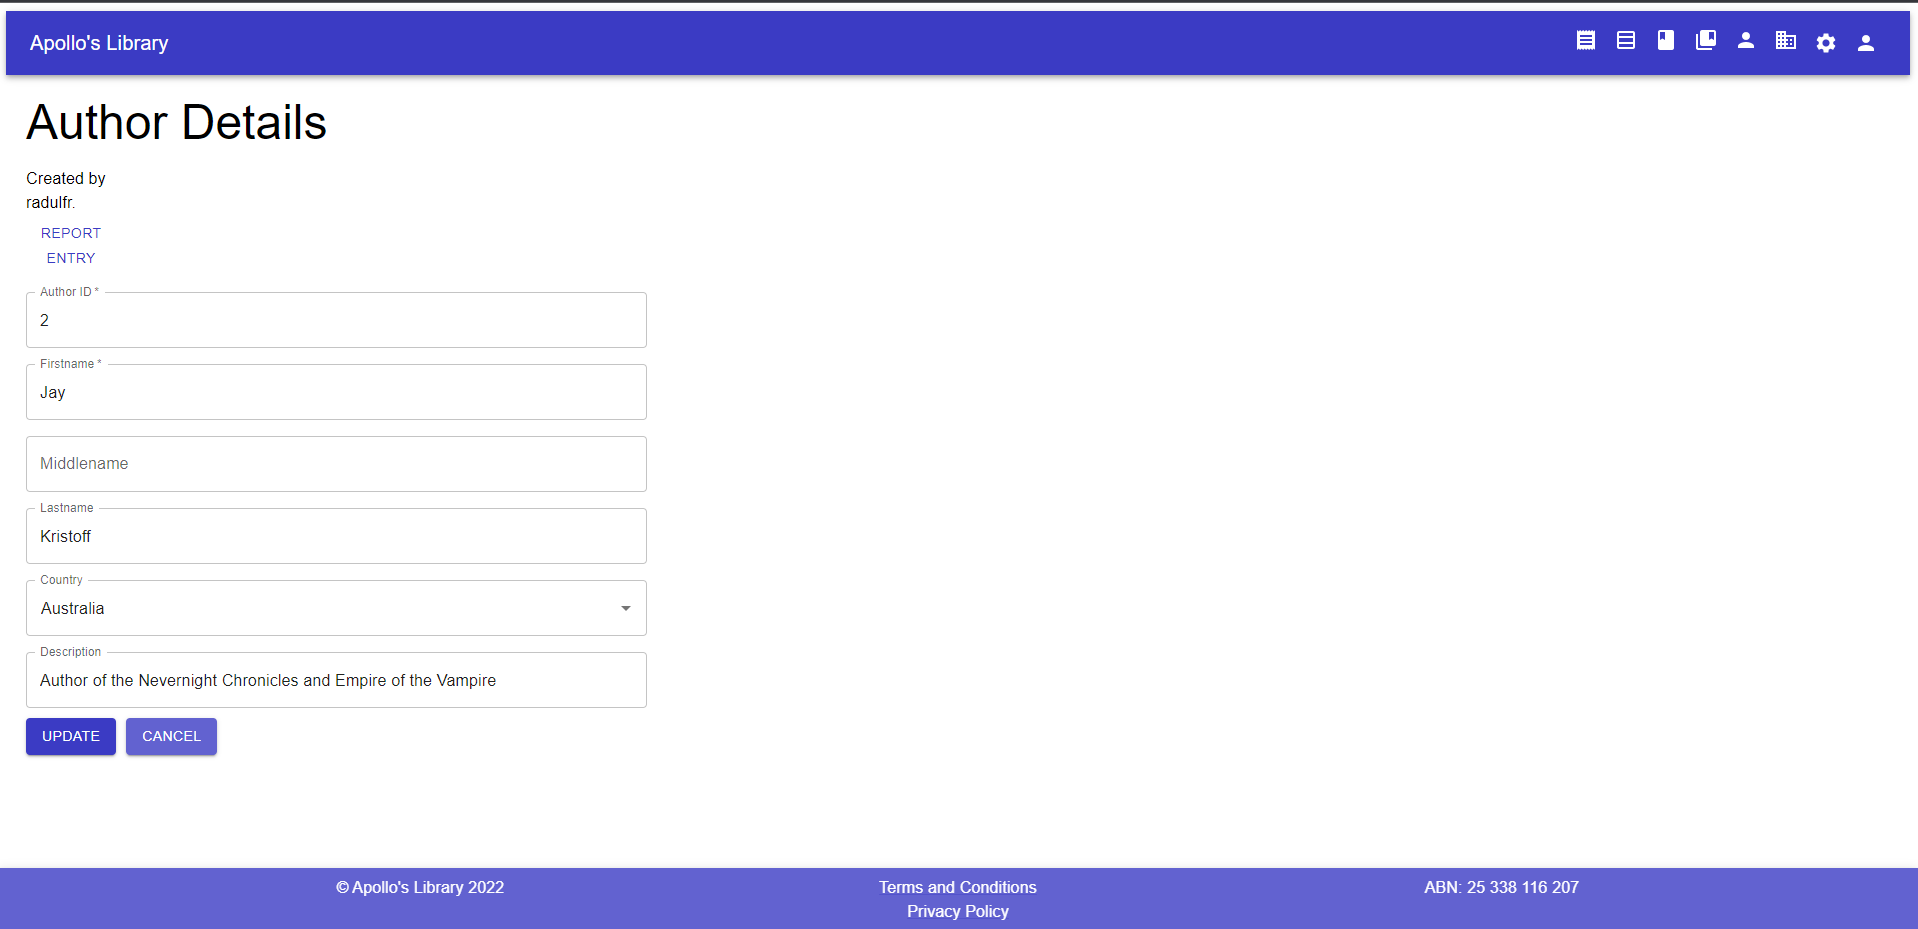 Apollo's Library
Author Details
Created by
radulfr.
REPORT
ENTRY
Author ID *
2
Firstname *
Jay
Middlename
Lastname
Kristoff
Country
Australia
Description
Author of the Nevernight Chronicles and Empire of the Vampire
UPDATE CANCEL
© Apollo's Library 2022
Terms and Conditions
Privacy Policy
ABN: 25 338 116 207